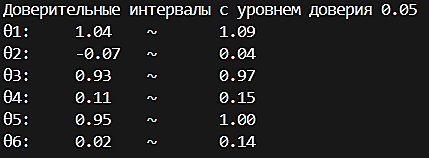 Доверительные интервалы с уровнем доверия 0.05
θ1: 1.04 ~ 1.09
θ2: -0.07 ~ 0.04
θ3: 0.93 ~ 0.97
θ4: 0.11 ~ 0.15
θ5: 0.95 ~ 1.00
θ6: 0.02 ~ 0.14